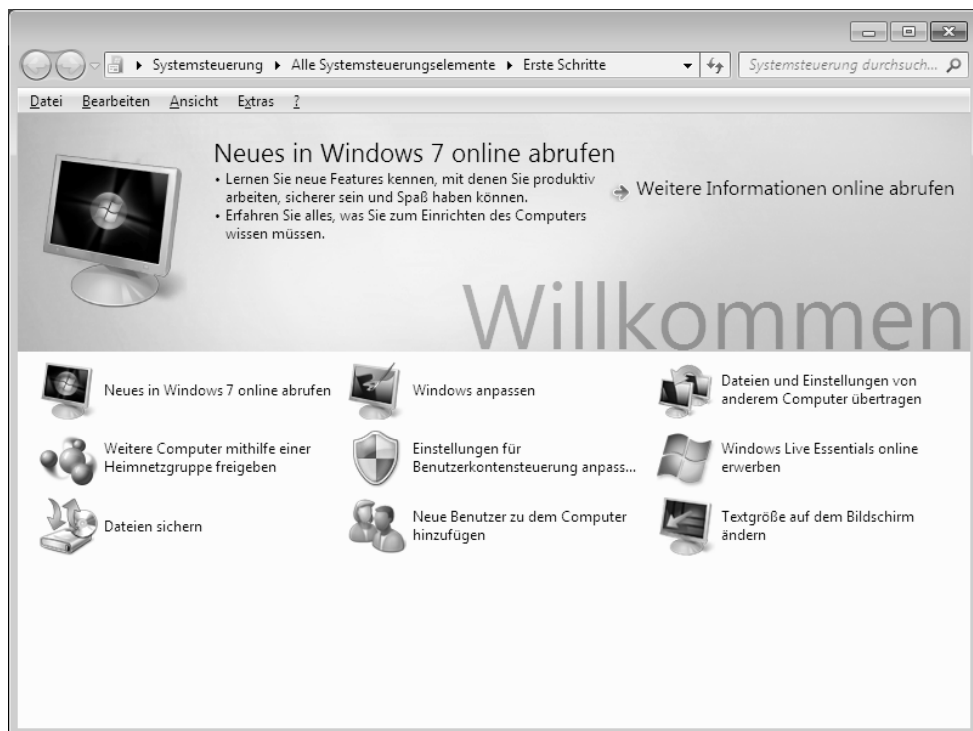 Systemsteuerung Alle Systemsteuerungselemente Erste Schritte
Systemsteuerung durchsuch...
Datei Bearbeiten Ansicht Extras ?
Neues in Windows 7 online abrufen
• Lernen Sie neue Features kennen, mit denen Sie produktiv
arbeiten, sicherer sein und Spaß haben können.
• Erfahren Sie alles, was Sie zum Einrichten des Computers
wissen müssen.
Weitere Informationen online abrufen
Willkommen
Neues in Windows 7 online abrufen
Windows anpassen
Dateien und Einstellungen von
anderem Computer übertragen
Weitere Computer mithilfe einer
Heimnetzgruppe freigeben
Einstellungen für
Benutzerkontensteuerung anpass...
Windows Live Essentials online
erwerben
Dateien sichern
Neue Benutzer zu dem Computer
hinzufügen
Textgröße auf dem Bildschirm
ändern